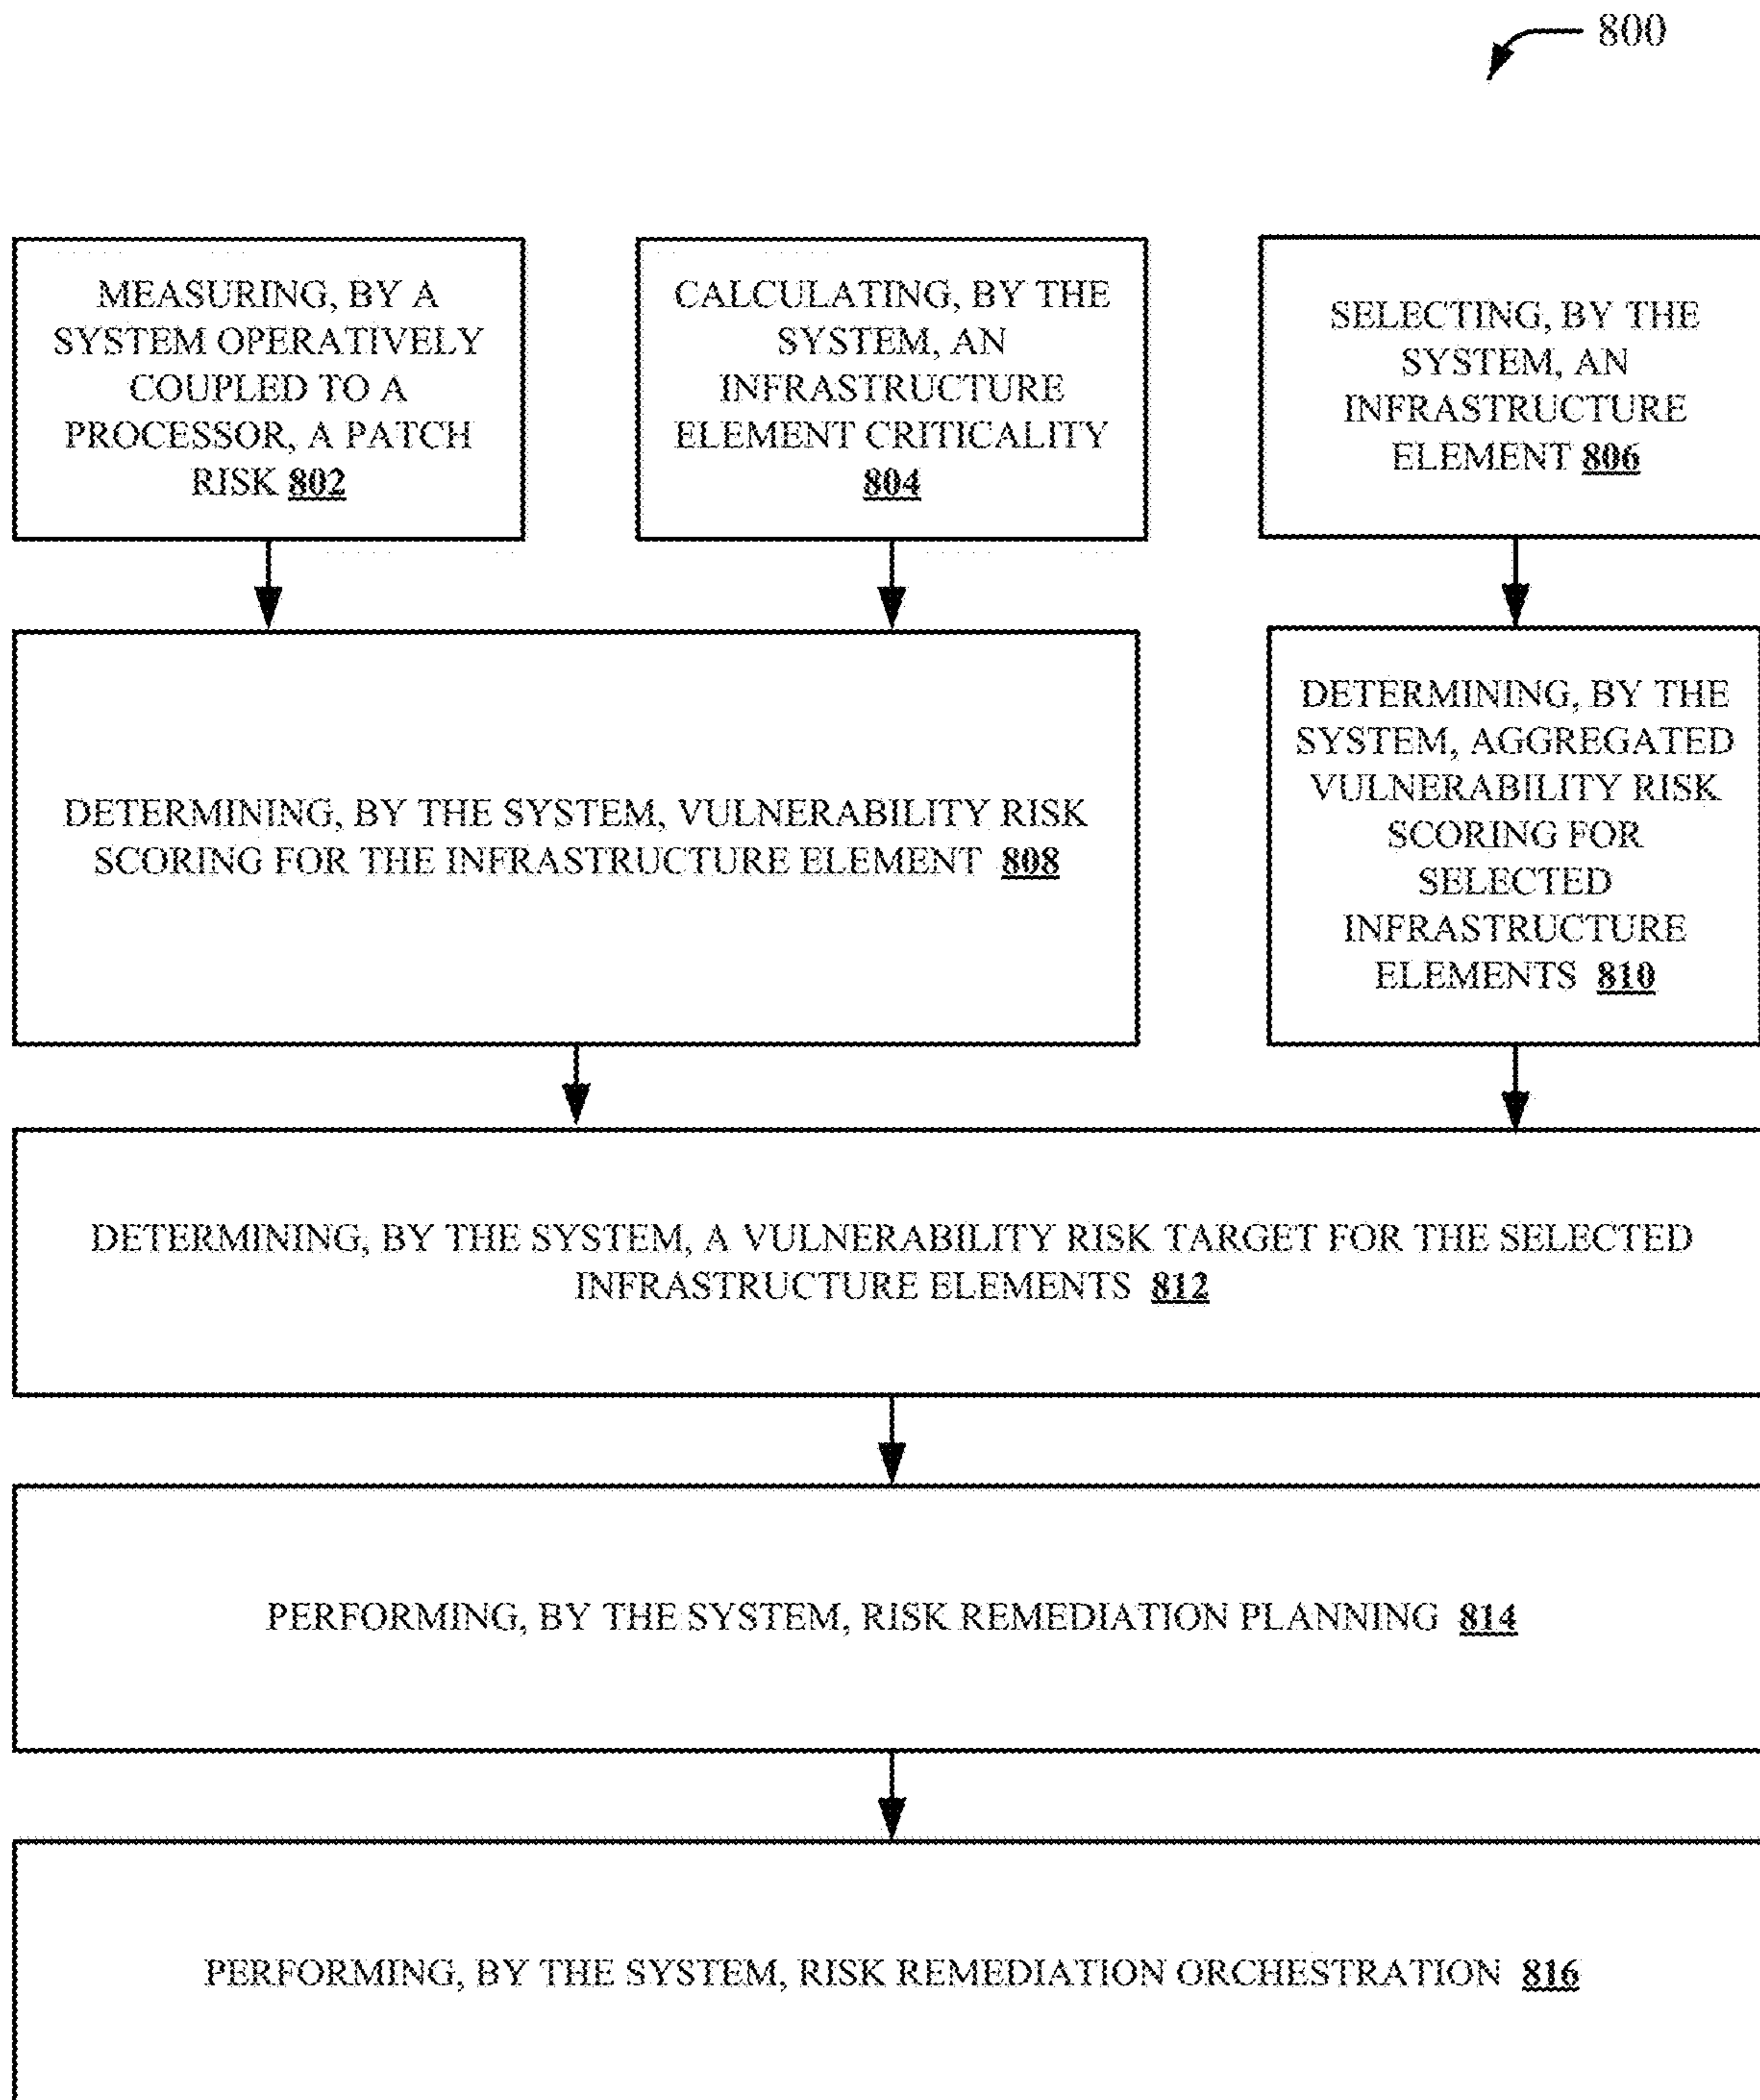 800
MEASURING, BY A
SYSTEM OPERATIVELY
COUPLED TO A
PROCESSOR, A PATCH
RISK 802
CALCULATING, BY THE
SYSTEM, AN
INFRASTRUCTURE
ELEMENT CRITICALITY
804
SELECTING, BY THE
SYSTEM, AN
INFRASTRUCTURE
ELEMENT 806
DETERMINING, BY THE SYSTEM, VULNERABILITY RISK
SCORING FOR THE INFRASTRUCTURE ELEMENT 808
DETERMINING, BY THE
SYSTEM, AGGREGATED
VULNERABILITY RISK
SCORING FOR
SELECTED
INFRASTRUCTURE
ELEMENTS 810
DETERMINING, BY THE SYSTEM, A VULNERABILITY RISK TARGET FOR THE SELECTED
INFRASTRUCTURE ELEMENTS 812
PERFORMING, BY THE SYSTEM, RISK REMEDIATION PLANNING 814
PERFORMING, BY THE SYSTEM, RISK REMEDIATION ORCHESTRATION 816